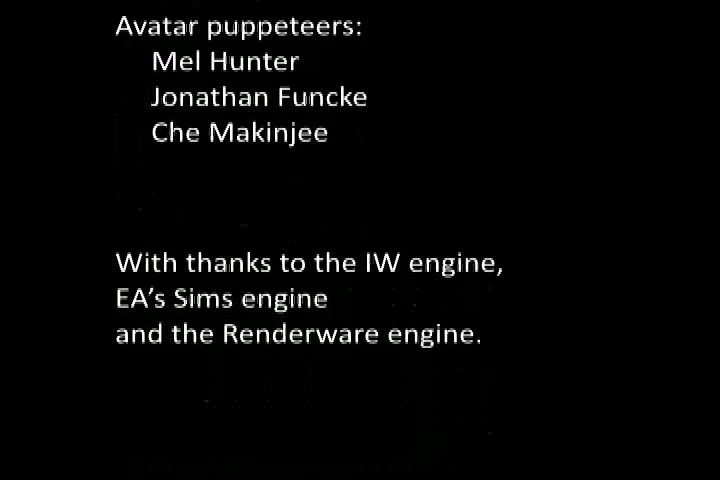 Avatar puppeteers:
Mel Hunter
Jonathan Funcke
Che Makinjee
With thanks to the IW engine,
EA's Sims engine
and the Renderware engine.